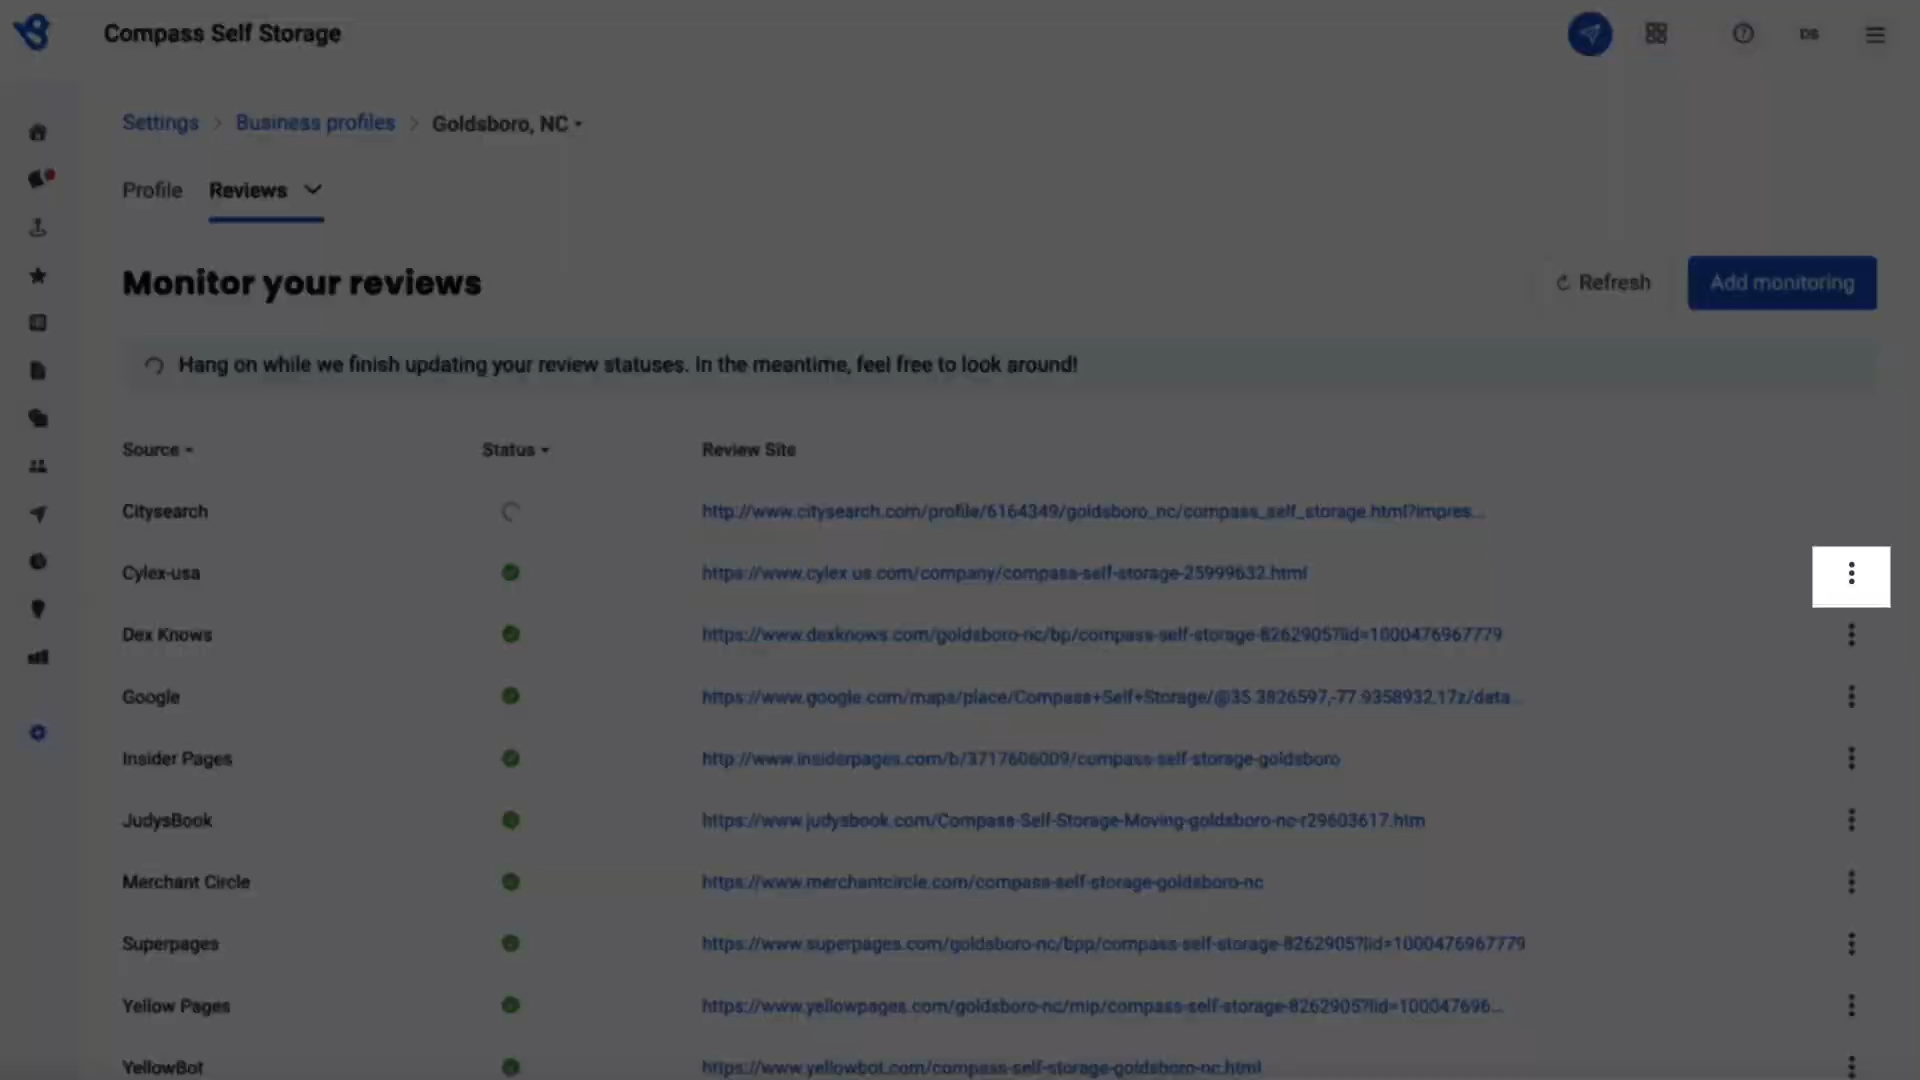 Compass Self Storage
DS
Settings > Business profiles > Goldsboro, NC
Profile Reviews
Monitor your reviews
Refresh Add monitoring
Hang on while we finish updating your review statuses. In the meantime, feel free to look around!
Source Status Review Site
Citysearch http://www.citysearch.com/profile/6164349/goldsboro_nc/compass_self_storage.html?impres...
Cylex-usa https://www.cylex.us.com/company/compass-self-storage-25999632.html
Dex Knows https://www.dexknows.com/goldsboro-nc/bp/compass-self-storage-8262905?lid=1000476967779
Google https://www.google.com/maps/place/Compass+Self+Storage/@35.3826597,-77.9358932,17z/data...
Insider Pages http://www.insiderpages.com/b/3717606009/compass-self-storage-goldsboro
JudysBook https://www.judysbook.com/Compass-Self-Storage-Moving-goldsboro-nc-r29603617.htm
Merchant Circle https://www.merchantcircle.com/compass-self-storage-goldsboro-nc
Superpages https://www.superpages.com/goldsboro-nc/bpp/compass-self-storage-8262905?lid=1000476967779
Yellow Pages https://www.yellowpages.com/goldsboro-nc/mip/compass-self-storage-8262905?lid=100047696...
YellowBot https://www.yellowbot.com/compass-self-storage-goldsboro-nc.html